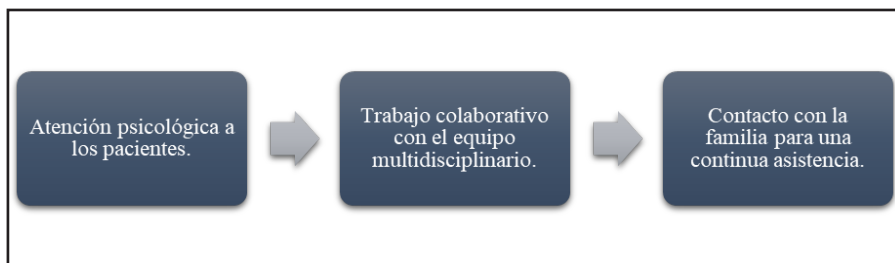 Atención psicológica a
los pacientes.
Trabajo colaborativo
con el equipo
multidisciplinario.
Contacto con la
familia para una
continua asistencia.